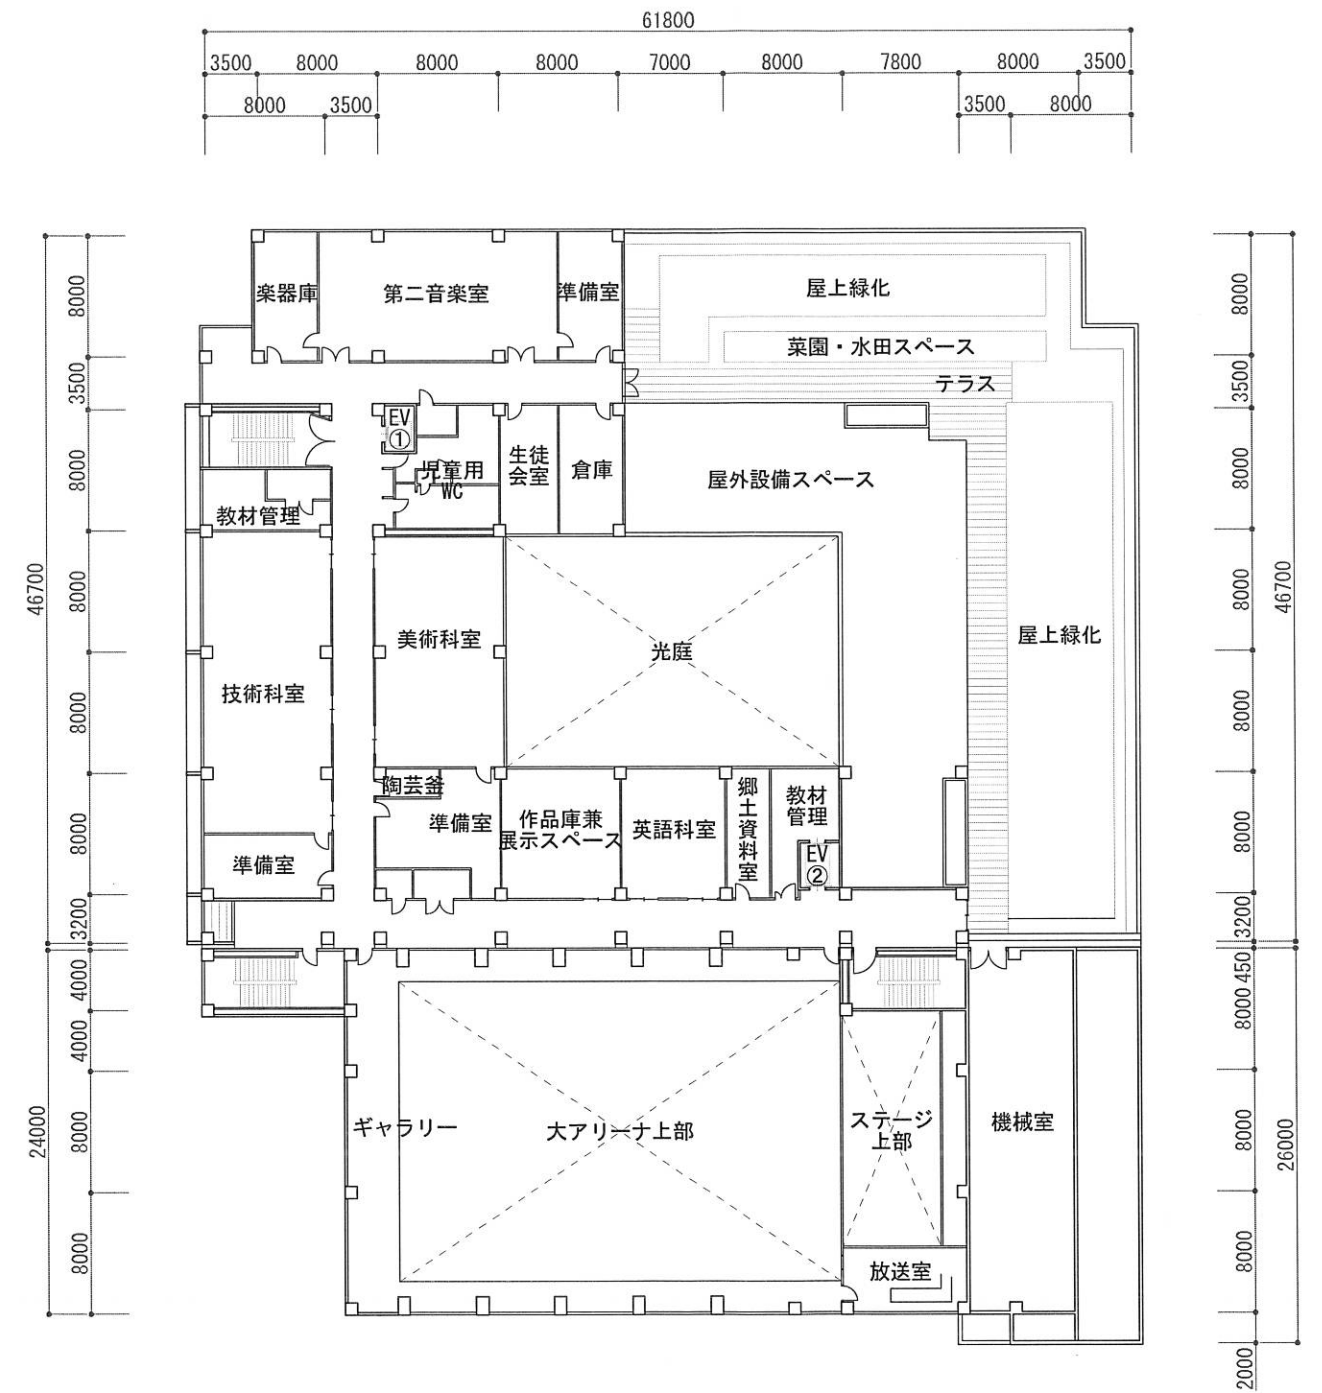 61800
3500 8000 8000 8000 7000 8000 7800 8000 3500
8000 3500 3500 8000
楽器庫 第二音楽室 準備室 屋上緑化
菜園・水田スペース
テラス
EV
①
児童用
WC
生徒
会室
倉庫
屋外設備スペース
教材管理
美術科室
光庭
屋上緑化
技術科室
陶芸釜
準備室
作品庫兼
展示スペース
英語科室
郷土資料室
教材
管理
EV
②
準備室
ギャラリー
大アリーナ上部
ステージ
上部
機械室
放送室
46700
24000
8000
3500
8000
8000
8000
8000
3200
4000
4000
8000
8000
8000
3500
8000
8000
8000
8000
3200
450
8000
8000
8000
2000
46700
26000